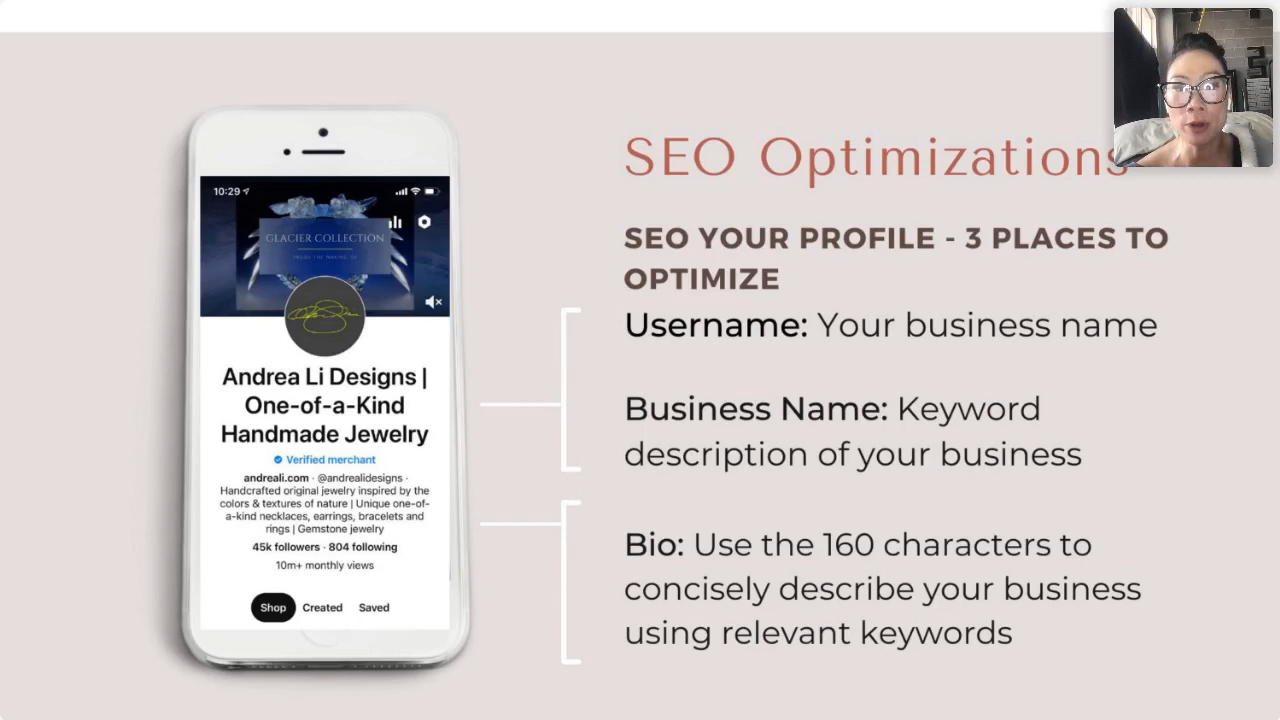 10:29
GLACIER COLLECTION
Andrea Li Designs |
One-of-a-Kind
Handmade Jewelry
Verified merchant
andreali.com · @andrealidesigns ·
Handcrafted original jewelry inspired by the
colors & textures of nature | Unique one-of-
a-kind necklaces, earrings, bracelets and
rings | Gemstone jewelry
45k followers · 804 following
10m+ monthly views
Shop Created Saved
SEO Optimizations
SEO YOUR PROFILE - 3 PLACES TO
OPTIMIZE
Username: Your business name
Business Name: Keyword
description of your business
Bio: Use the 160 characters to
concisely describe your business
using relevant keywords